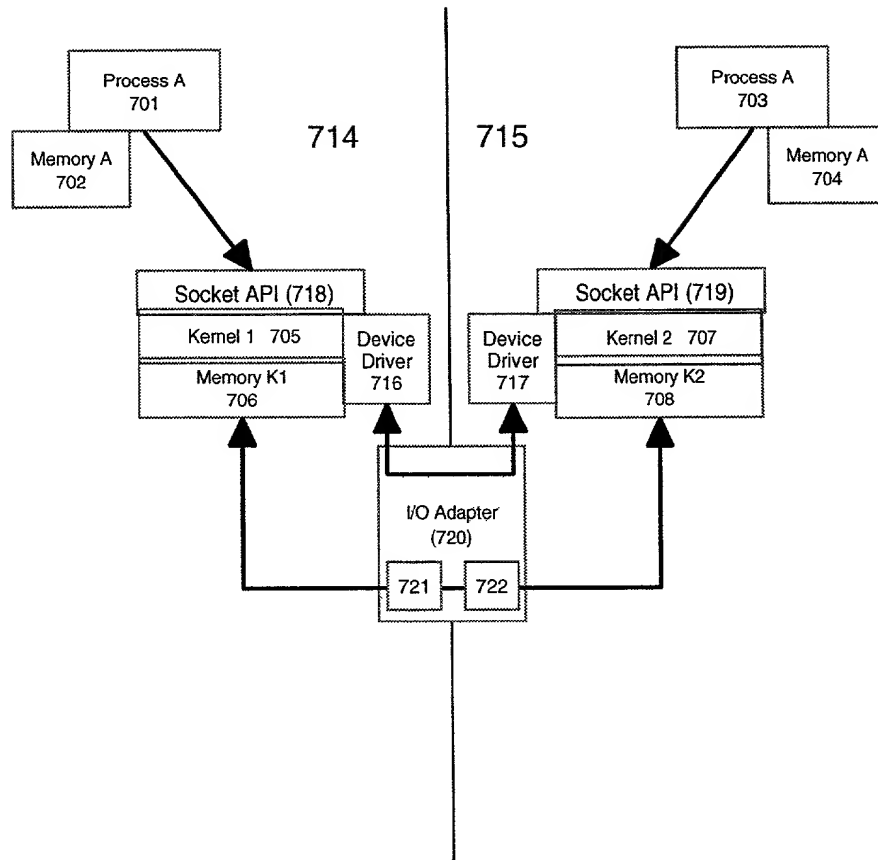 Process A
701
Memory A
702
714
715
Process A
703
Memory A
704
Socket API (718)
Kernel 1 705
Memory K1
706
Device
Driver
716
Socket API (719)
Device
Driver
717
Kernel 2 707
Memory K2
708
I/O Adapter
(720)
721
722